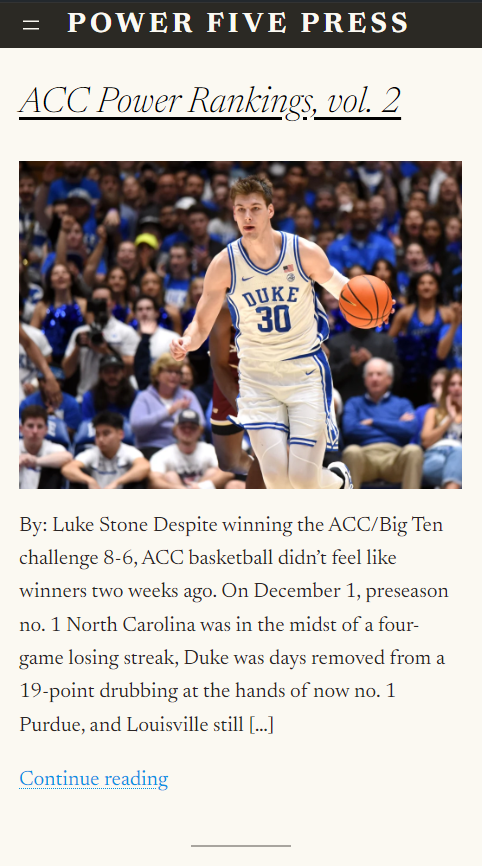 POWER FIVE PRESS
ACC Power Rankings, vol. 2
DUKE
30
By: Luke Stone Despite winning the ACC/Big Ten
challenge 8-6, ACC basketball didn’t feel like
winners two weeks ago. On December 1, preseason
no. 1 North Carolina was in the midst of a four-
game losing streak, Duke was days removed from a
19-point drubbing at the hands of now no. 1
Purdue, and Louisville still [...]
Continue reading